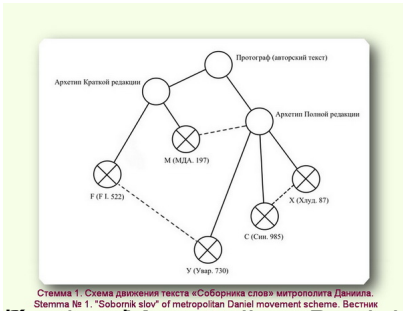 Протограф (авторский текст)
Архетип Краткой редакции
Архетип Полной редакции
М (МДА. 197)
F (F I. 522)
Х (Хлуд. 87)
С (Син. 985)
У (Увар. 730)
Стемма 1. Схема движения текста «Соборника слов» митрополита Даниила.
Stemma № 1. "Sobornik slov" of metropolitan Daniel movement scheme. Вестник